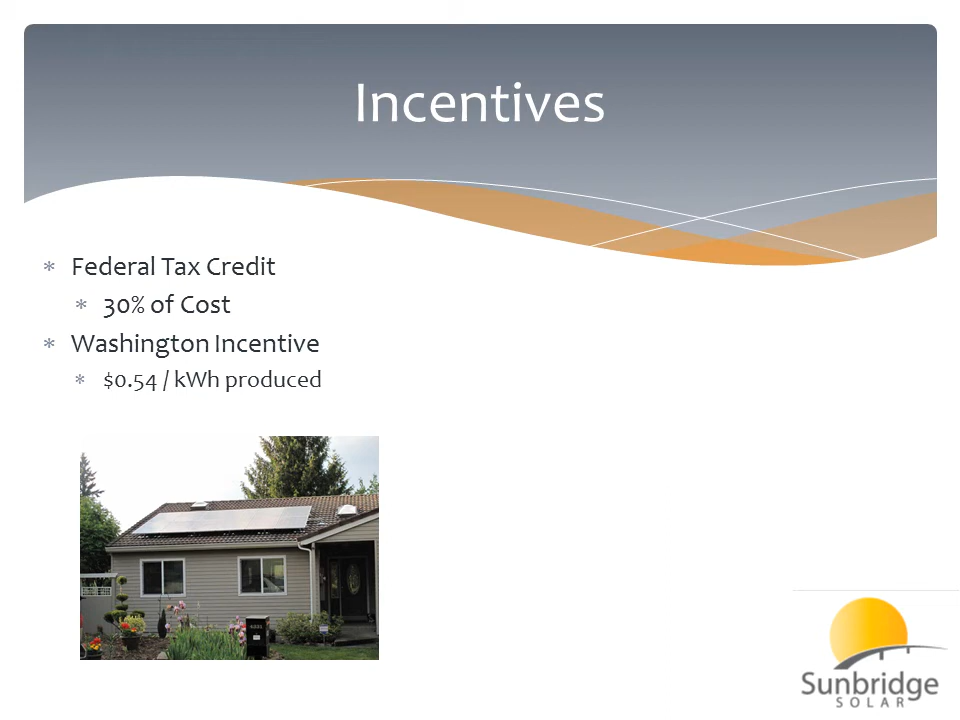 Incentives
Federal Tax Credit
30% of Cost
Washington Incentive
$0.54 / kWh produced
Sunbridge
SOLAR